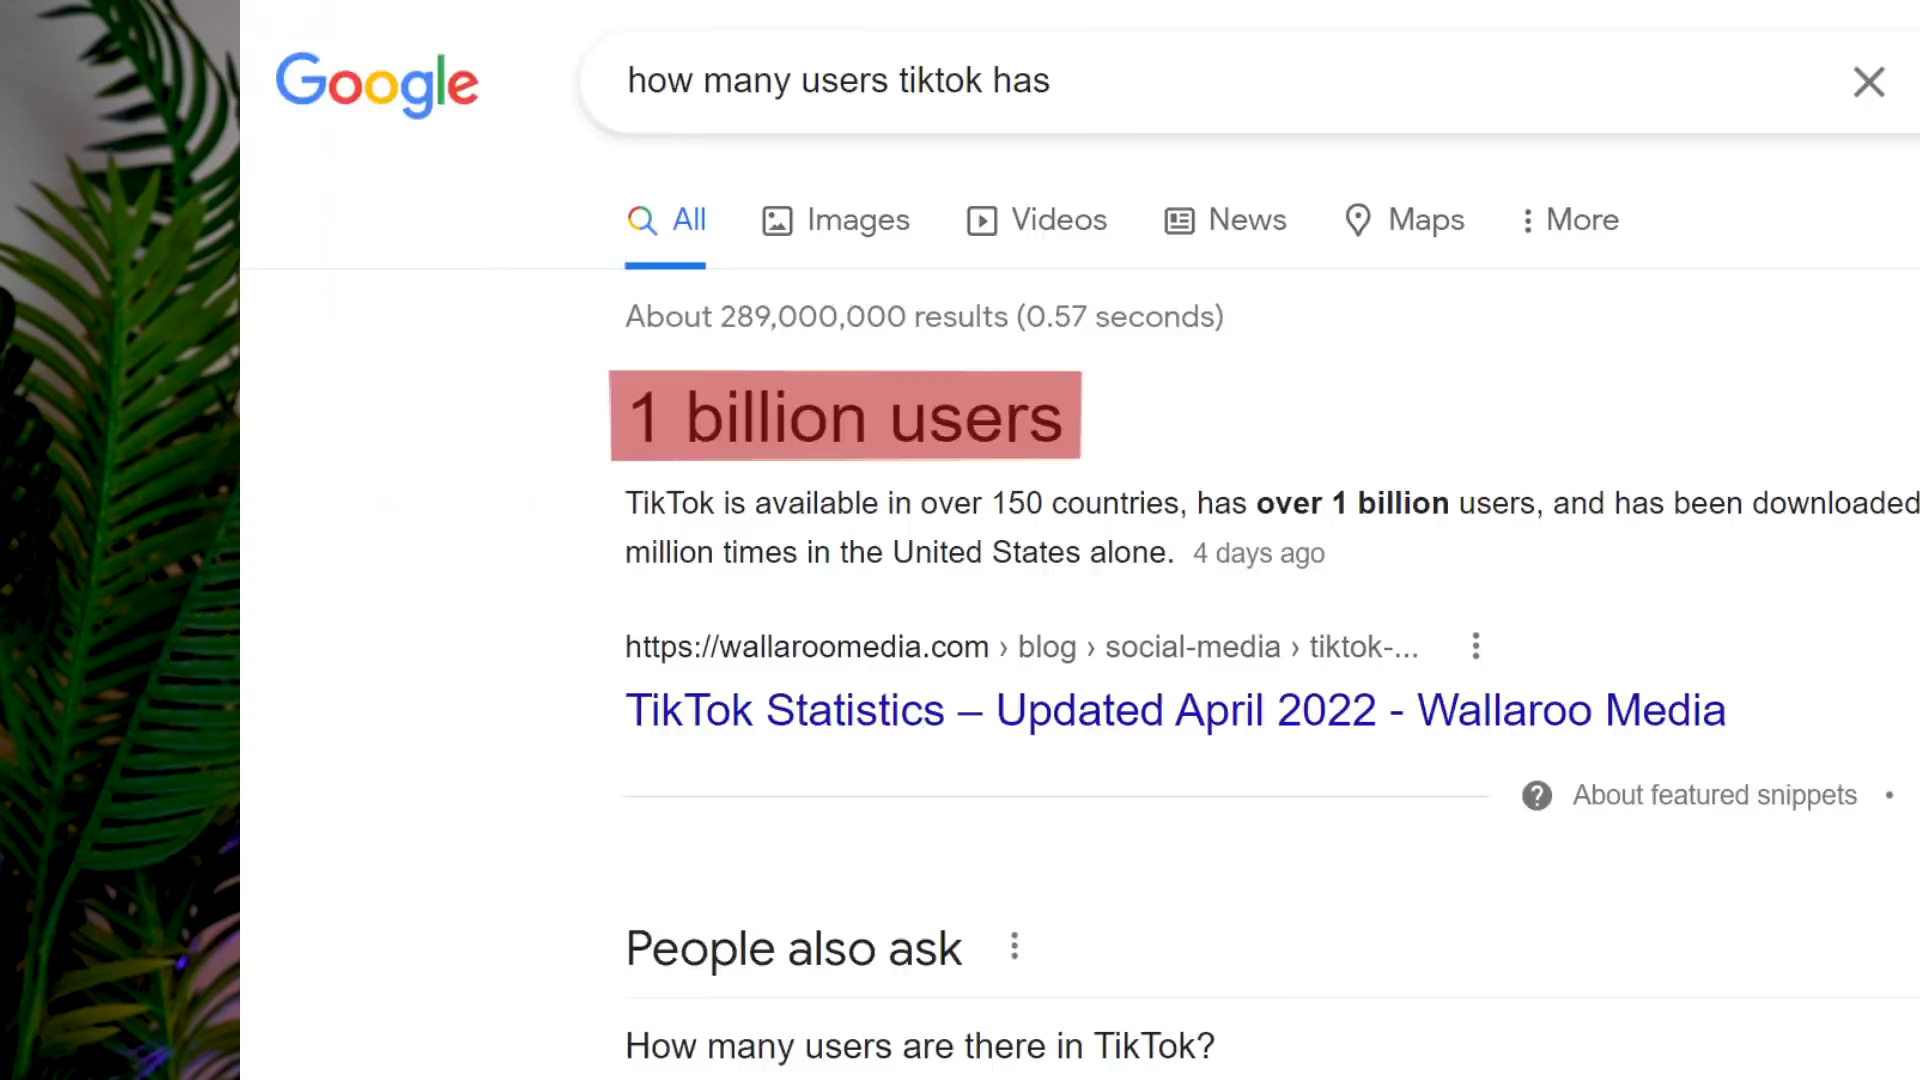 Google
how many users tiktok has
All Images Videos News Maps More
About 289,000,000 results (0.57 seconds)
1 billion users
TikTok is available in over 150 countries, has over 1 billion users, and has been downloaded
million times in the United States alone. 4 days ago
https://wallaroomedia.com › blog › social-media › tiktok-...
TikTok Statistics – Updated April 2022 - Wallaroo Media
About featured snippets •
People also ask
How many users are there in TikTok?